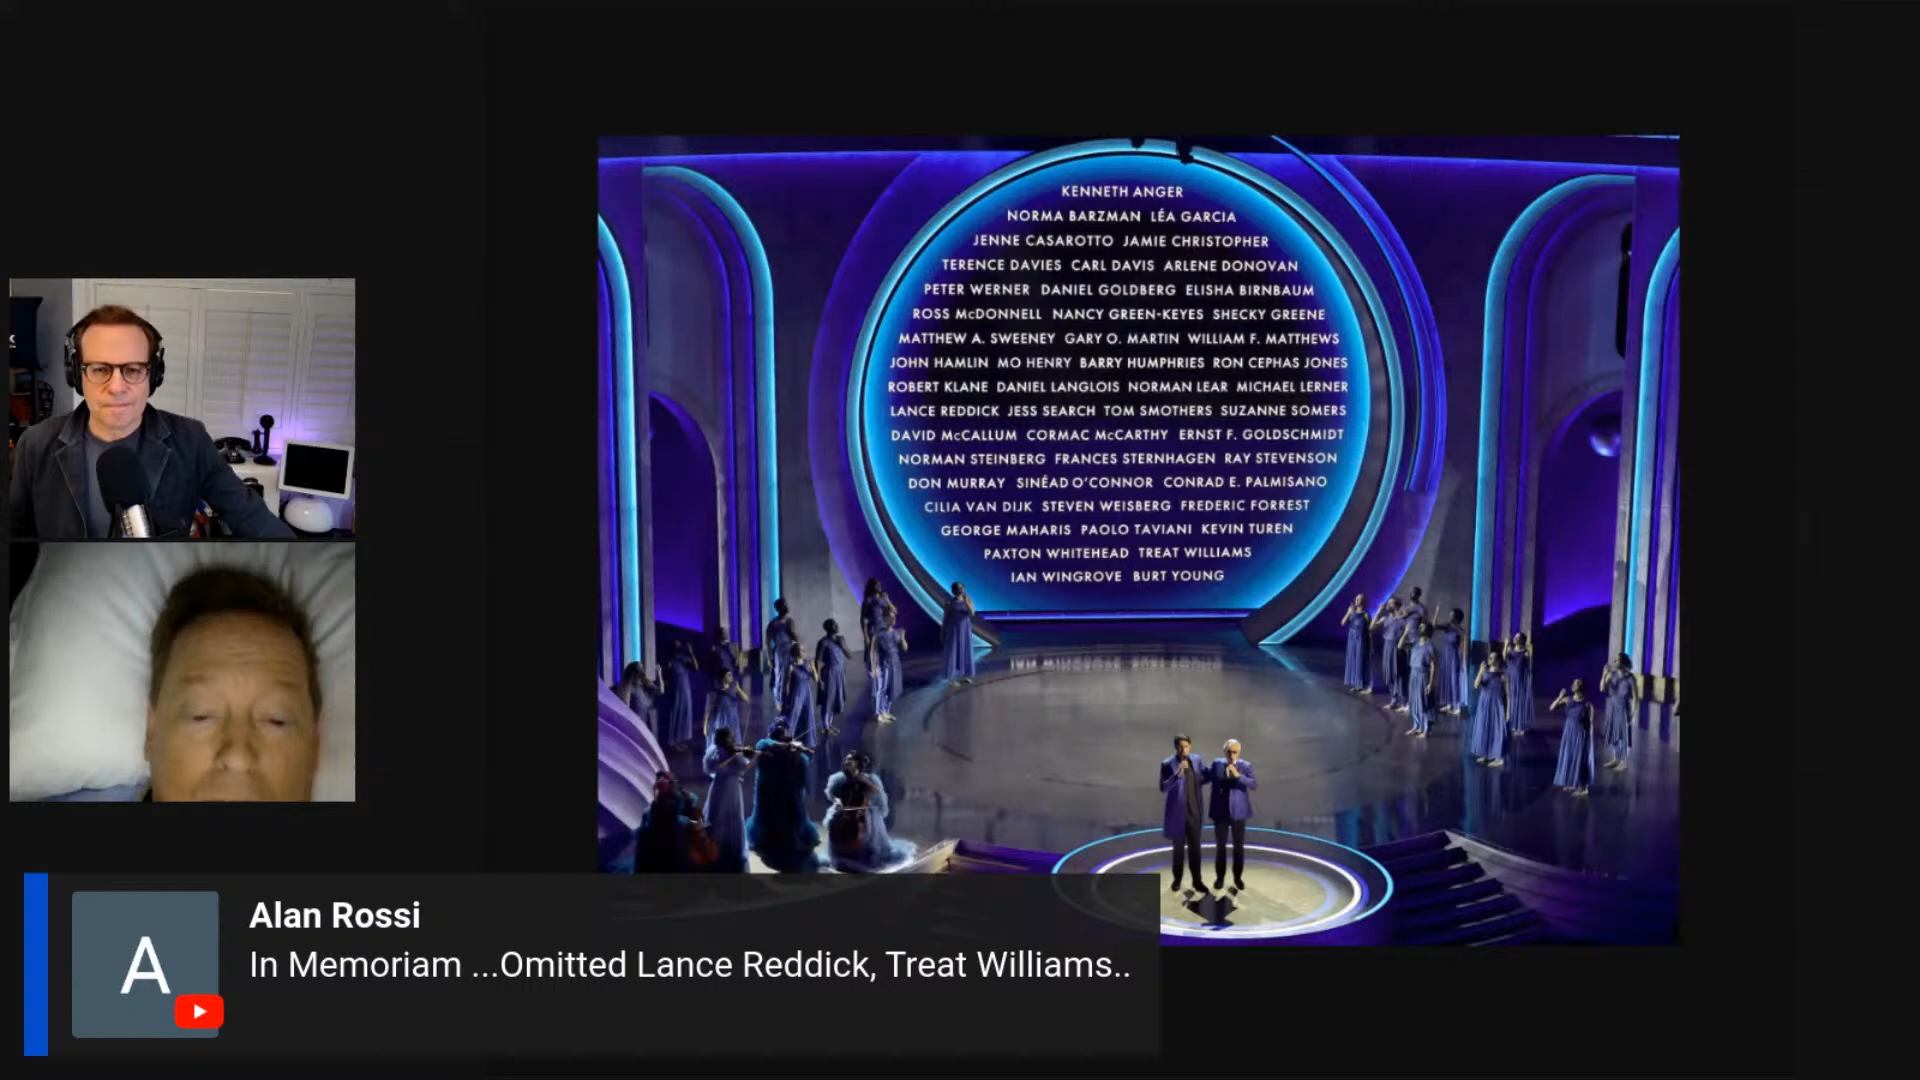 KENNETH ANGER
NORMA BARZMAN LÉA GARCIA
JENNE CASAROTTO JAMIE CHRISTOPHER
TERENCE DAVIES CARL DAVIS ARLENE DONOVAN
PETER WERNER DANIEL GOLDBERG ELISHA BIRNBAUM
ROSS McDONNELL NANCY GREEN-KEYES SHECKY GREENE
MATTHEW A. SWEENEY GARY O. MARTIN WILLIAM F. MATTHEWS
JOHN HAMLIN MO HENRY BARRY HUMPHRIES RON CEPHAS JONES
ROBERT KLANE DANIEL LANGLOIS NORMAN LEAR MICHAEL LERNER
LANCE REDDICK JESS SEARCH TOM SMOTHERS SUZANNE SOMERS
DAVID McCALLUM CORMAC McCARTHY ERNST F. GOLDSCHMIDT
NORMAN STEINBERG FRANCES STERNHAGEN RAY STEVENSON
DON MURRAY SINÉAD O'CONNOR CONRAD E. PALMISANO
CILIA VAN DIJK STEVEN WEISBERG FREDERIC FORREST
GEORGE MAHARIS PAOLO TAVIANI KEVIN TUREN
PAXTON WHITEHEAD TREAT WILLIAMS
IAN WINGROVE BURT YOUNG
A
Alan Rossi
In Memoriam ...Omitted Lance Reddick, Treat Williams..